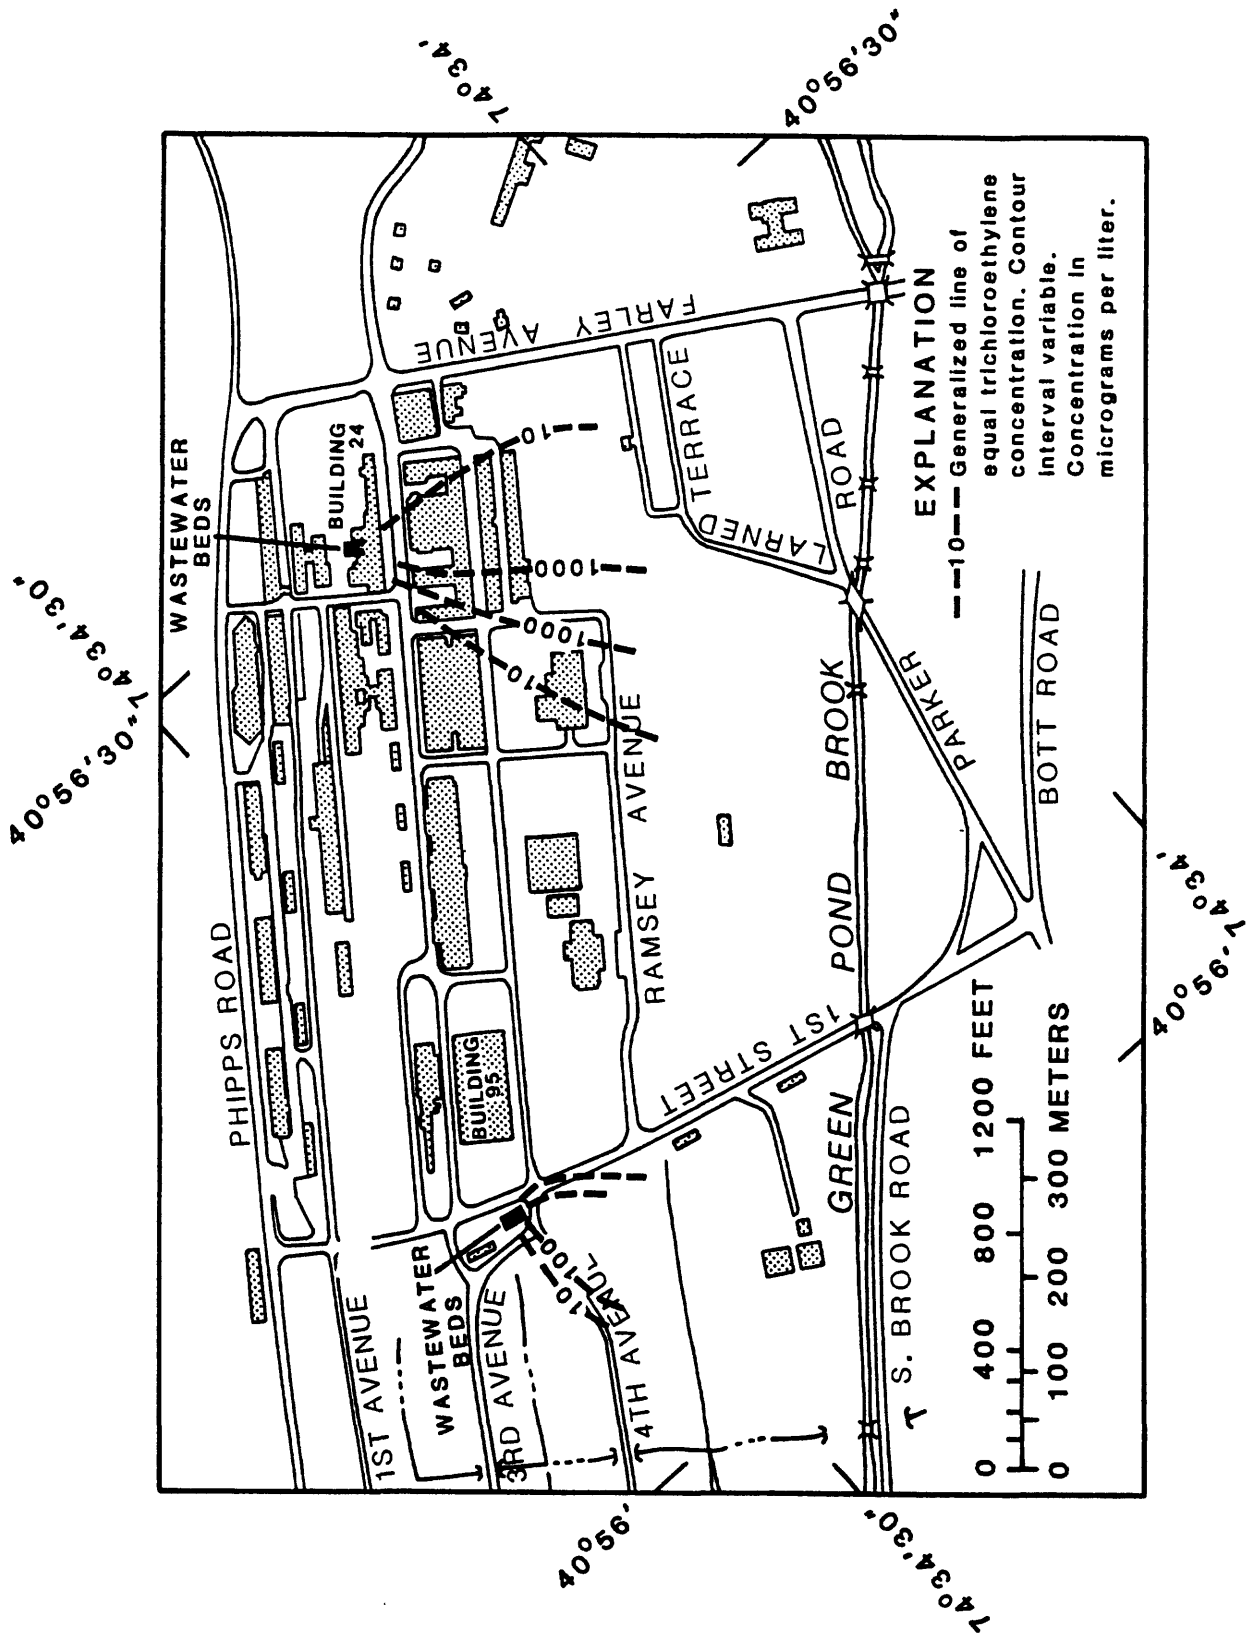 40°56'30"
74°34'30"
74°34'
40°56'30"
PHIPPS ROAD
WASTEWATER
BEDS
BUILDING
24
1ST AVENUE
WASTEWATER
BEDS
BUILDING
95
3RD AVENUE
4TH AVENUL
10
100
10
1000
1000
10
RAMSEY AVENUE
FARLEY AVENUE
1ST STREET
LARNED TERRACE
ROAD
GREEN POND BROOK
PARKER
S. BROOK ROAD
BOTT ROAD
EXPLANATION
10 Generalized line of
equal trichloroethylene
concentration. Contour
interval variable.
Concentration in
micrograms per liter.
0 400 800 1200 FEET
0 100 200 300 METERS
40°56'
74°34'30"
40°56'
74°34'